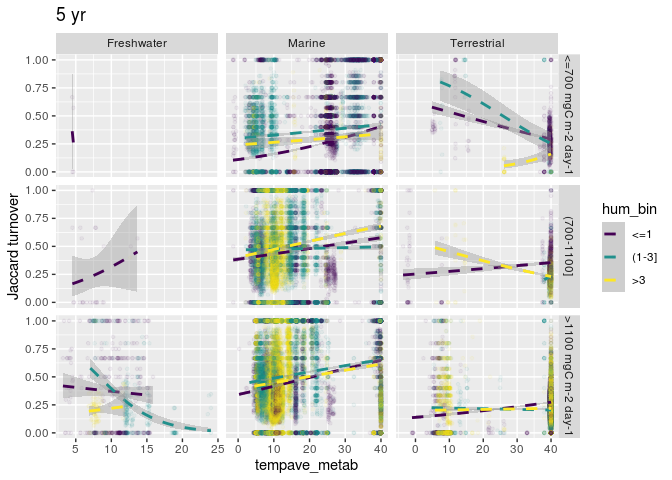 5 yr
Freshwater Marine Terrestrial
1.00
0.75
0.50
0.25
0.00
<=700 mgC m-2 day-1
1.00
0.75
0.50
0.25
0.00
(700-1100]
1.00
0.75
0.50
0.25
0.00
>1100 mgC m-2 day-1
Jaccard turnover
5 10 15 20 25 0 10 20 30 40 0 10 20 30 40
tempave_metab
hum_bin
<=1
(1-3]
>3